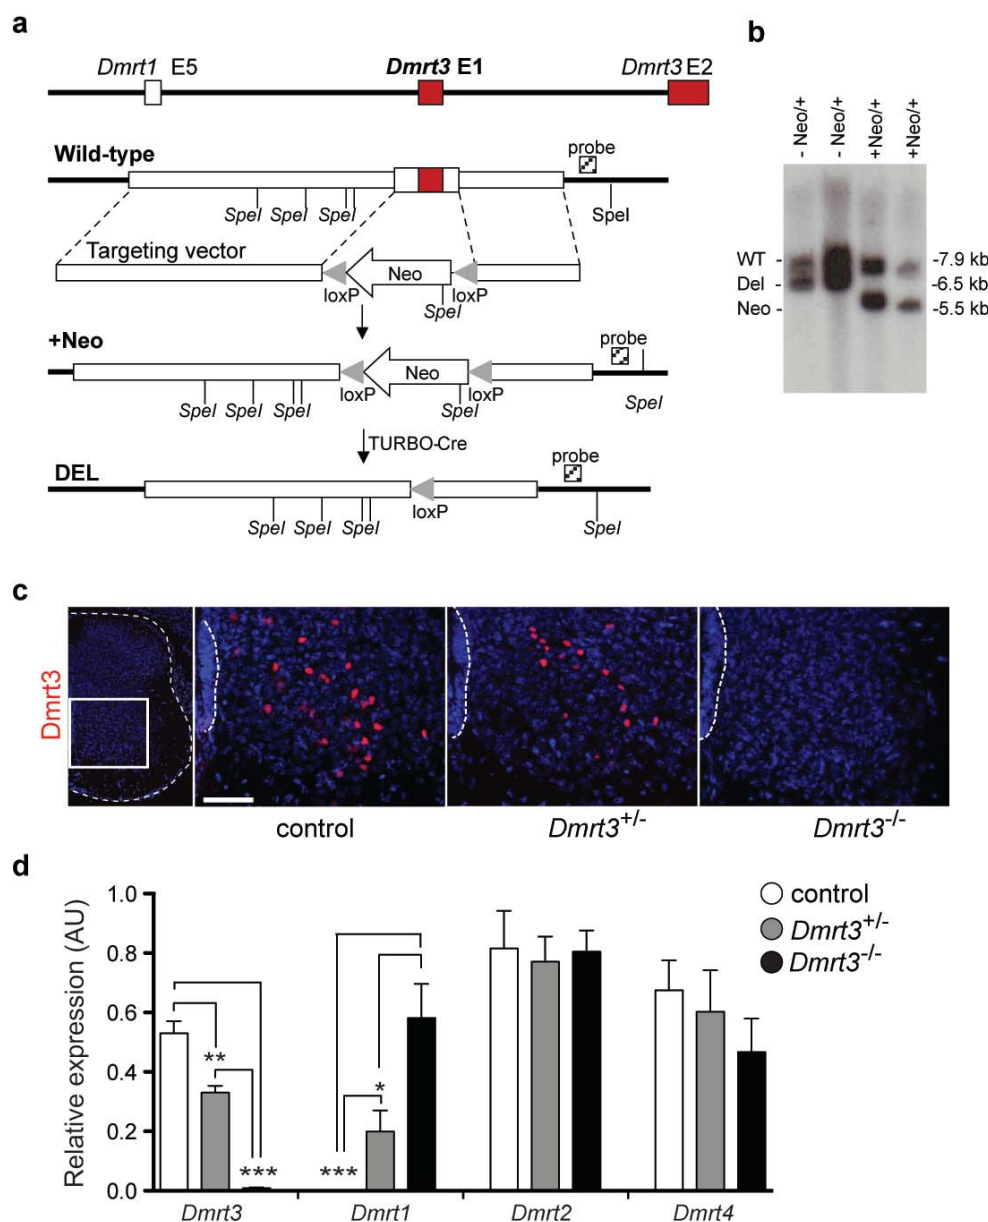 a
Dmrt1 E5 Dmrt3 E1 Dmrt3 E2
Wild-type probe
SpeI SpeI SpeI SpeI
Targeting vector
Neo
loxP SpeI loxP
+Neo probe
Neo
SpeI SpeI SpeI loxP SpeI loxP SpeI
TURBO-Cre
DEL probe
SpeI SpeI SpeI loxP SpeI
b
- Neo/+ - Neo/+ +Neo/+ +Neo/+
WT - -7.9 kb
Del - -6.5 kb
Neo - -5.5 kb
c
Dmrt3
control Dmrt3+/- Dmrt3-/-
d
Relative expression (AU)
1.0
0.8
0.6
0.4
0.2
0.0
** *** *** *
Dmrt3 Dmrt1 Dmrt2 Dmrt4
control
Dmrt3+/-
Dmrt3-/-